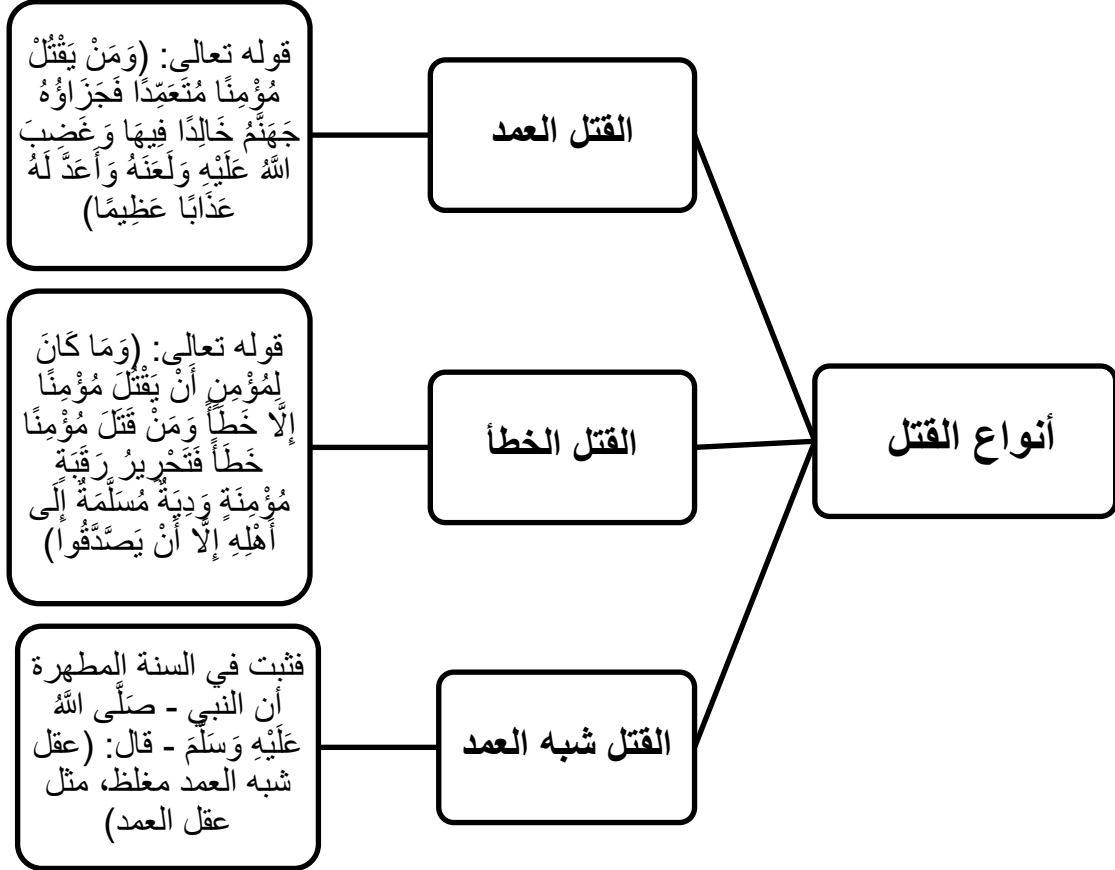 أنواع القتل
القتل العمد
قوله تعالى: (وَمَنْ يَقْتُلْ
مُؤْمِنًا مُتَعَمِّدًا فَجَزَاؤُهُ
جَهَنَّمُ خَالِدًا فِيهَا وَغَضِبَ
اللَّهُ عَلَيْهِ وَلَعَنَهُ وَأَعَدَّ لَهُ
عَذَابًا عَظِيمًا)
القتل الخطأ
قوله تعالى: (وَمَا كَانَ
لِمُؤْمِنٍ أَنْ يَقْتُلَ مُؤْمِنًا
إِلَّا خَطَأً وَمَنْ قَتَلَ مُؤْمِنًا
خَطَأً فَتَحْرِيرُ رَقَبَةٍ
مُؤْمِنَةٍ وَدِيَةٌ مُسَلَّمَةٌ إِلَى
أَهْلِهِ إِلَّا أَنْ يَصَّدَّقُوا)
القتل شبه العمد
فثبت في السنة المطهرة
أن النبي - صَلَّى اللَّهُ
عَلَيْهِ وَسَلَّمَ - قال: (عقل
شبه العمد مغلظ، مثل
عقل العمد)